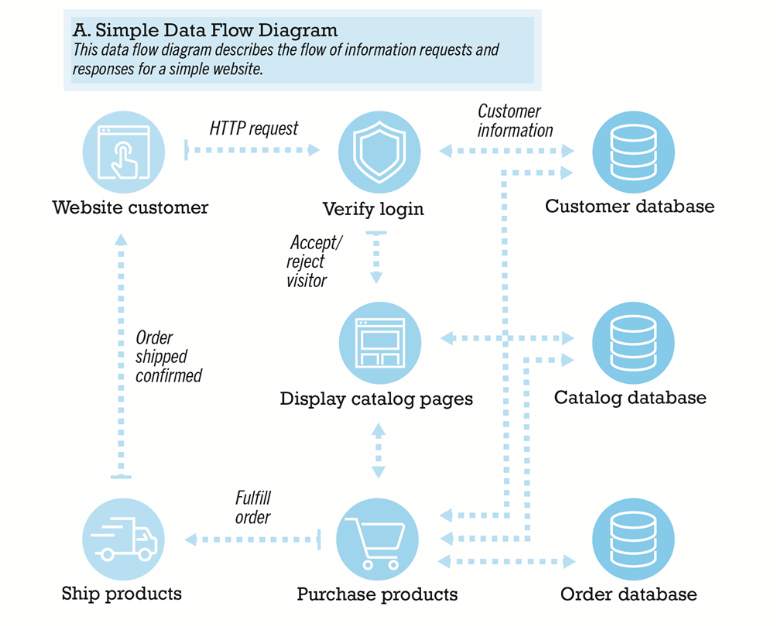 A. Simple Data Flow Diagram
This data flow diagram describes the flow of information requests and
responses for a simple website.
HTTP request
Customer
information
Website customer
Verify login
Customer database
Accept/
reject
visitor
Order
shipped
confirmed
Display catalog pages
Catalog database
Fulfill
order
Ship products
Purchase products
Order database